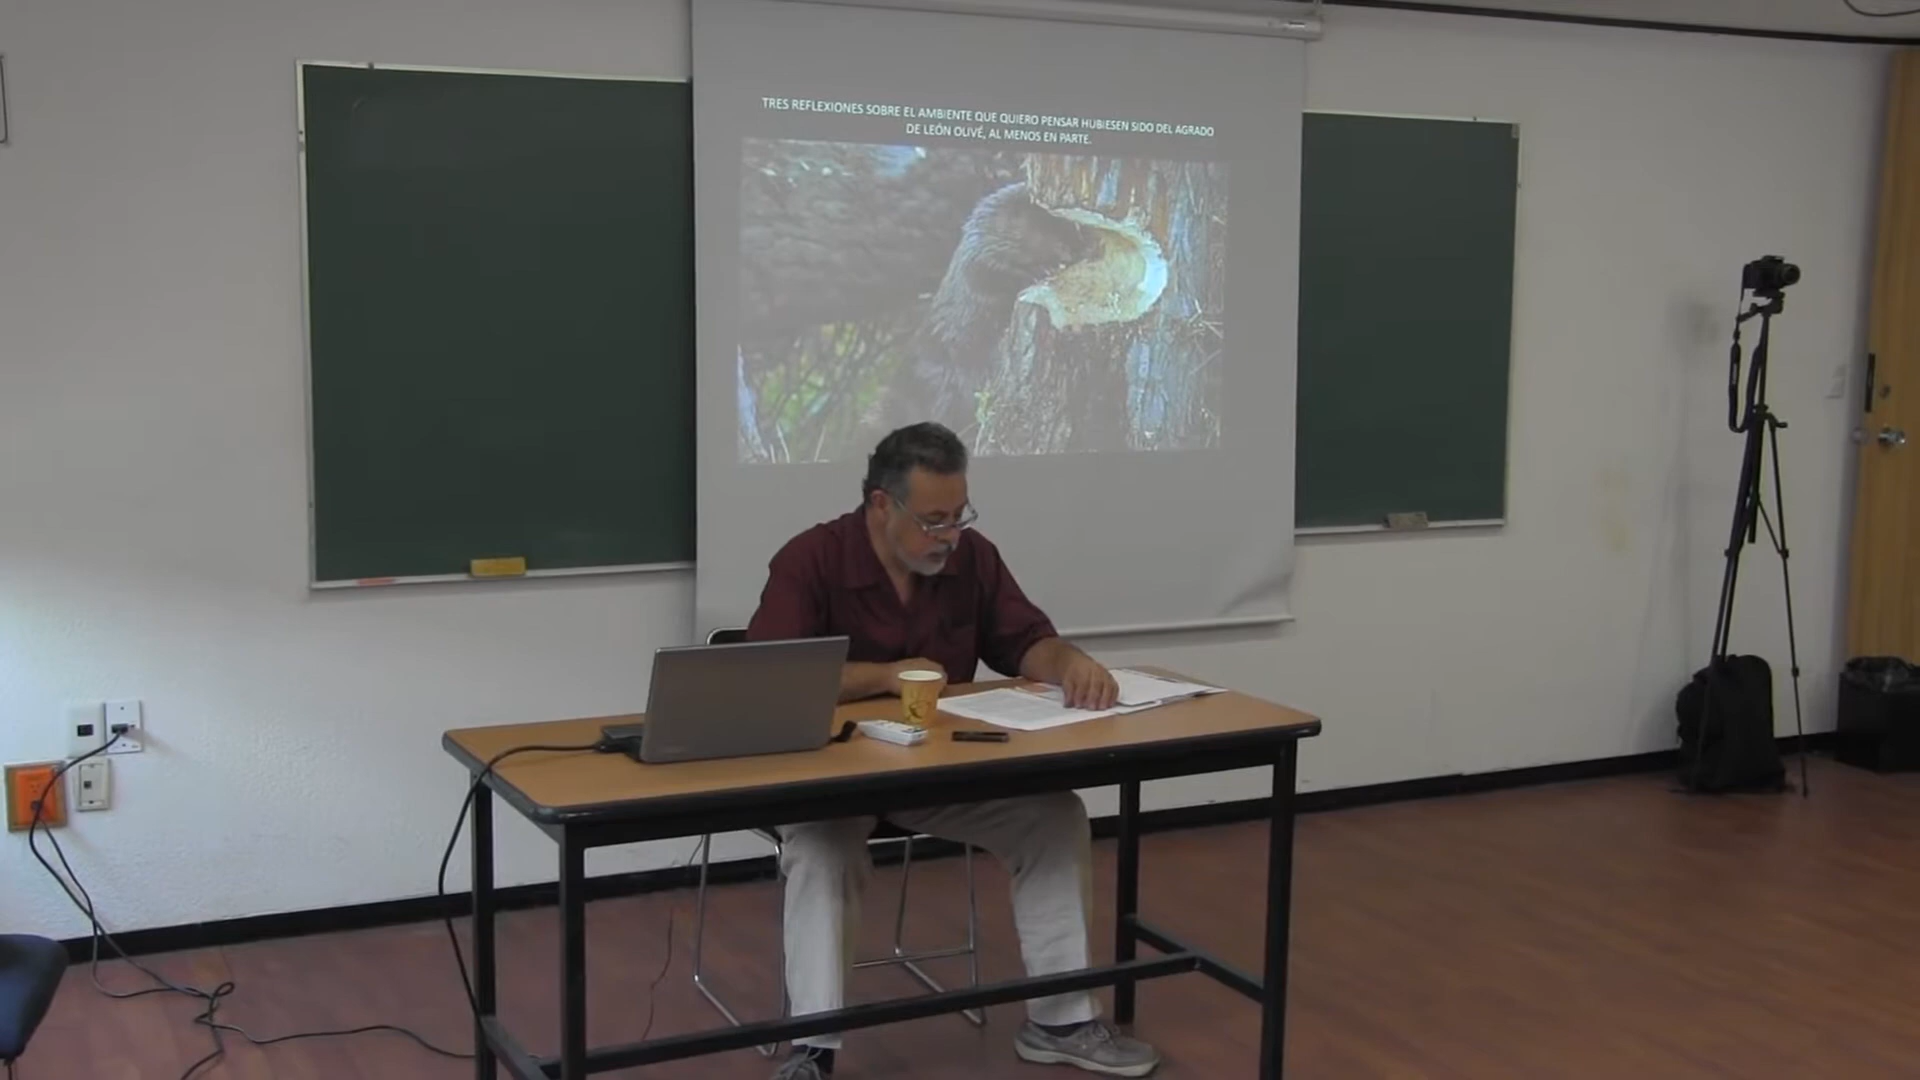 TRES REFLEXIONES SOBRE EL AMBIENTE QUE QUIERO PENSAR HUBIESEN SIDO DEL AGRADO
DE LEÓN OLIVÉ, AL MENOS EN PARTE.